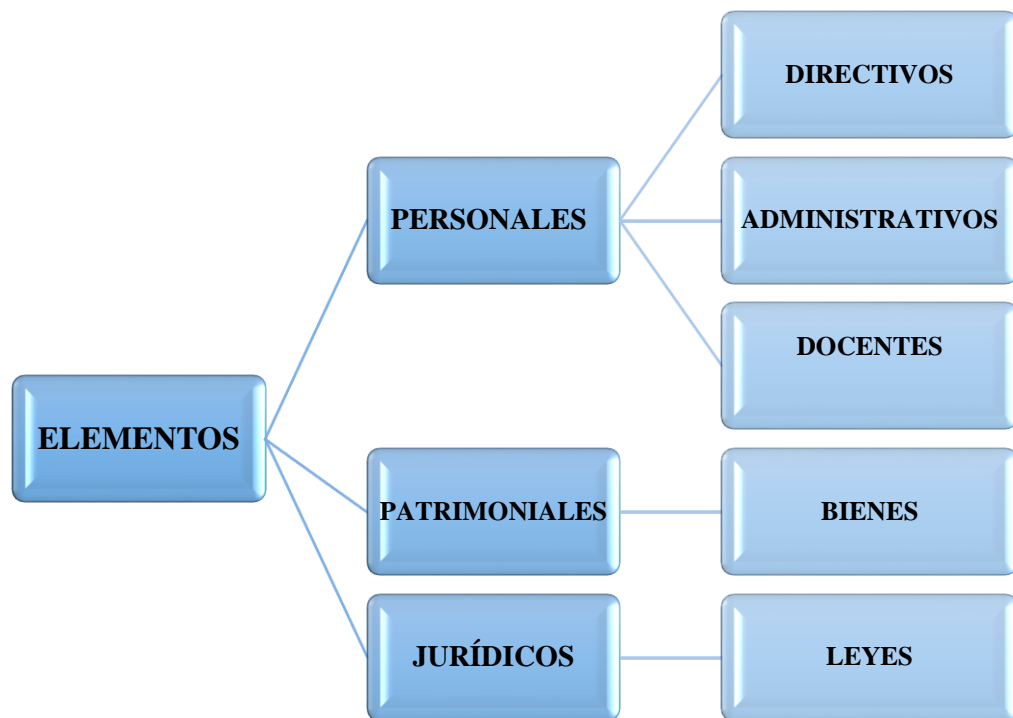 ELEMENTOS
PERSONALES
DIRECTIVOS
ADMINISTRATIVOS
DOCENTES
PATRIMONIALES
BIENES
JURÍDICOS
LEYES